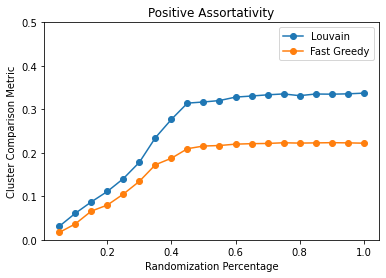 Positive Assortativity
Louvain
Fast Greedy
Cluster Comparison Metric
0.5
0.4
0.3
0.2
0.1
0.0
0.2 0.4 0.6 0.8 1.0
Randomization Percentage